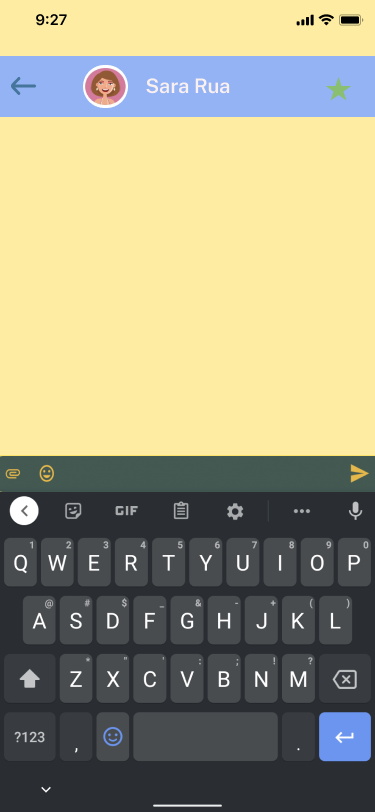 9:27
Sara Rua
GIF
1 2 3 4 5 6 7 8 9 0
Q W E R T Y U I O P
@ # $ _ & - + ( )
A S D F G H J K L
* " ' : ; ! ?
Z X C V B N M
?123 , .